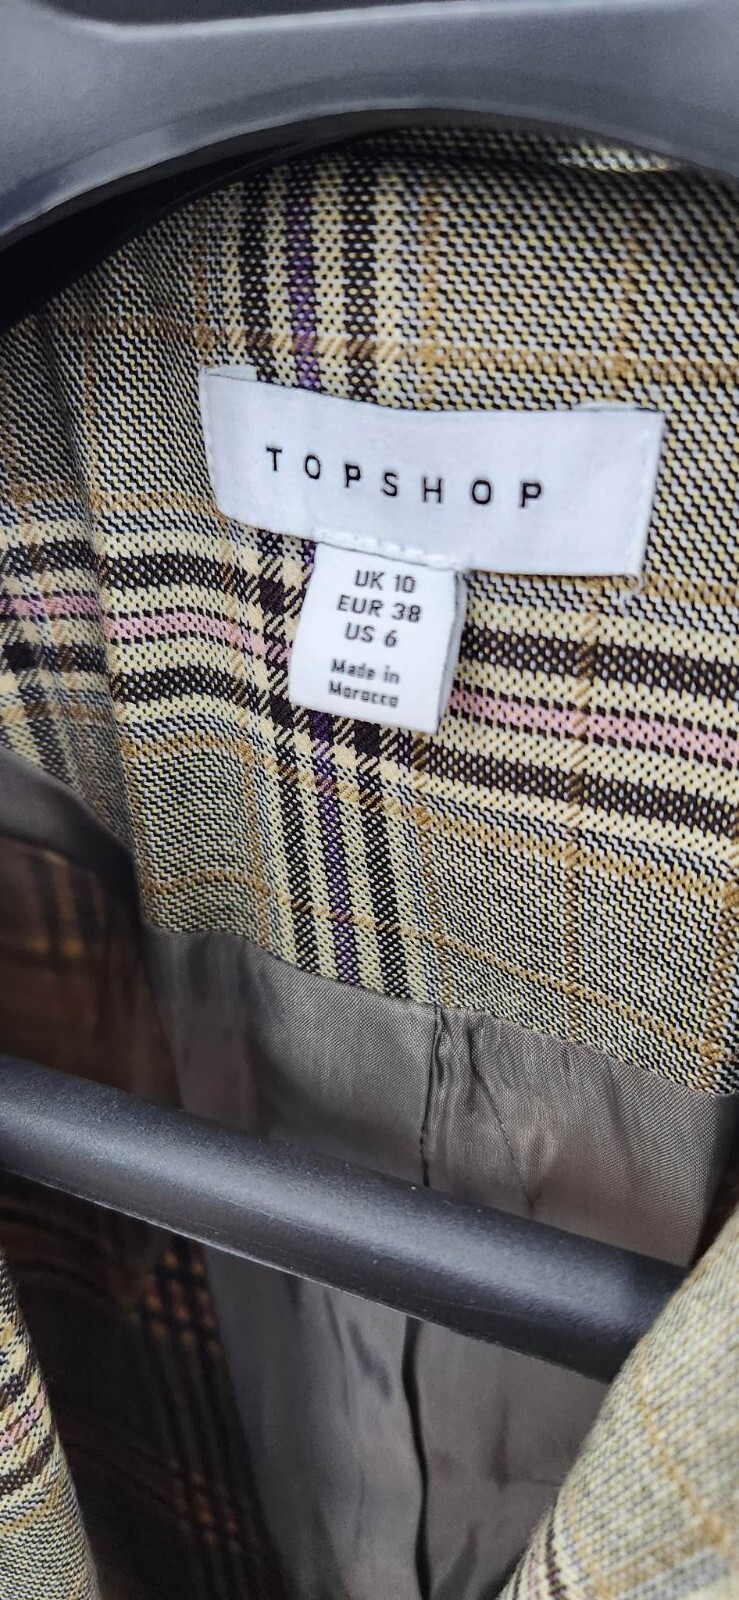 TOPSHOP
UK 10
EUR 38
US 6
Made in
Morocco